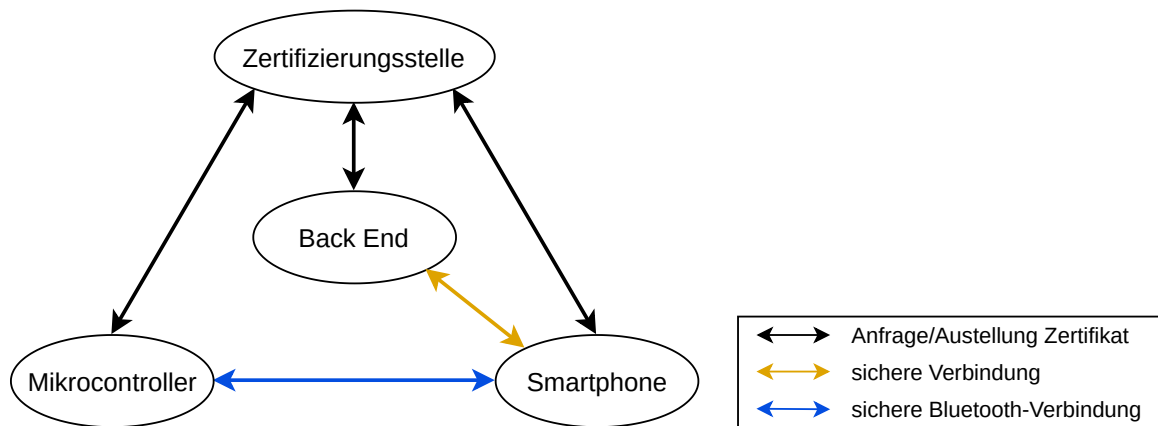 Zertifizierungsstelle
Back End
Mikrocontroller
Smartphone
Anfrage/Austellung Zertifikat
sichere Verbindung
sichere Bluetooth-Verbindung